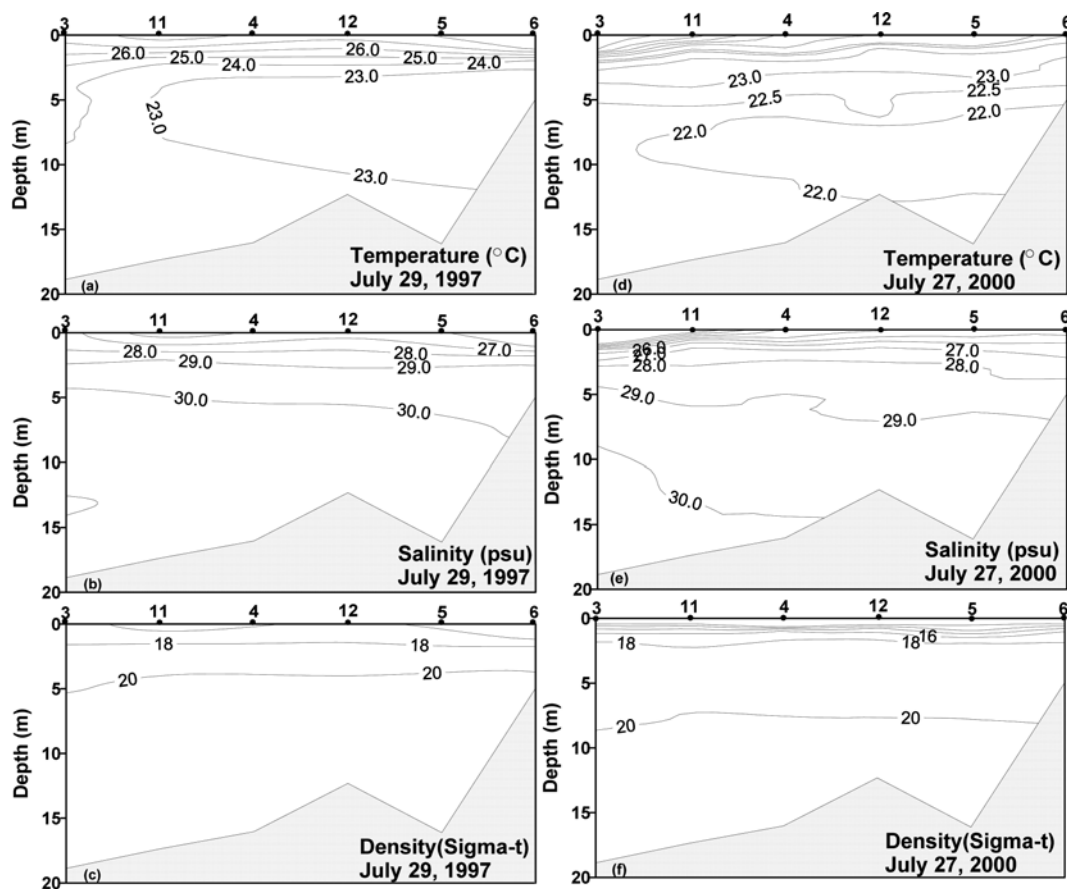 3 11 4 12 5 6
0
26.0 26.0
25.0 25.0
24.0 24.0
23.0
5
23.0
Depth (m)
10
23.0
15
Temperature (°C)
(a) July 29, 1997
20
3 11 4 12 5 6
0
23.0 23.0
22.5 22.5
5
22.0 22.0
Depth (m)
10
22.0
15
Temperature (°C)
(d) July 27, 2000
20
3 11 4 12 5 6
0
28.0 28.0 27.0
29.0 29.0
5
30.0 30.0
Depth (m)
10
15
Salinity (psu)
(b) July 29, 1997
20
3 11 4 12 5 6
0
26.0
27.0 27.0
28.0 28.0
5
29.0 29.0
Depth (m)
10
30.0
15
Salinity (psu)
(e) July 27, 2000
20
3 11 4 12 5 6
0
18 18
20 20
5
Depth (m)
10
15
Density(Sigma-t)
(c) July 29, 1997
20
3 11 4 12 5 6
0
16
18 18
5
20 20
Depth (m)
10
15
Density(Sigma-t)
(f) July 27, 2000
20